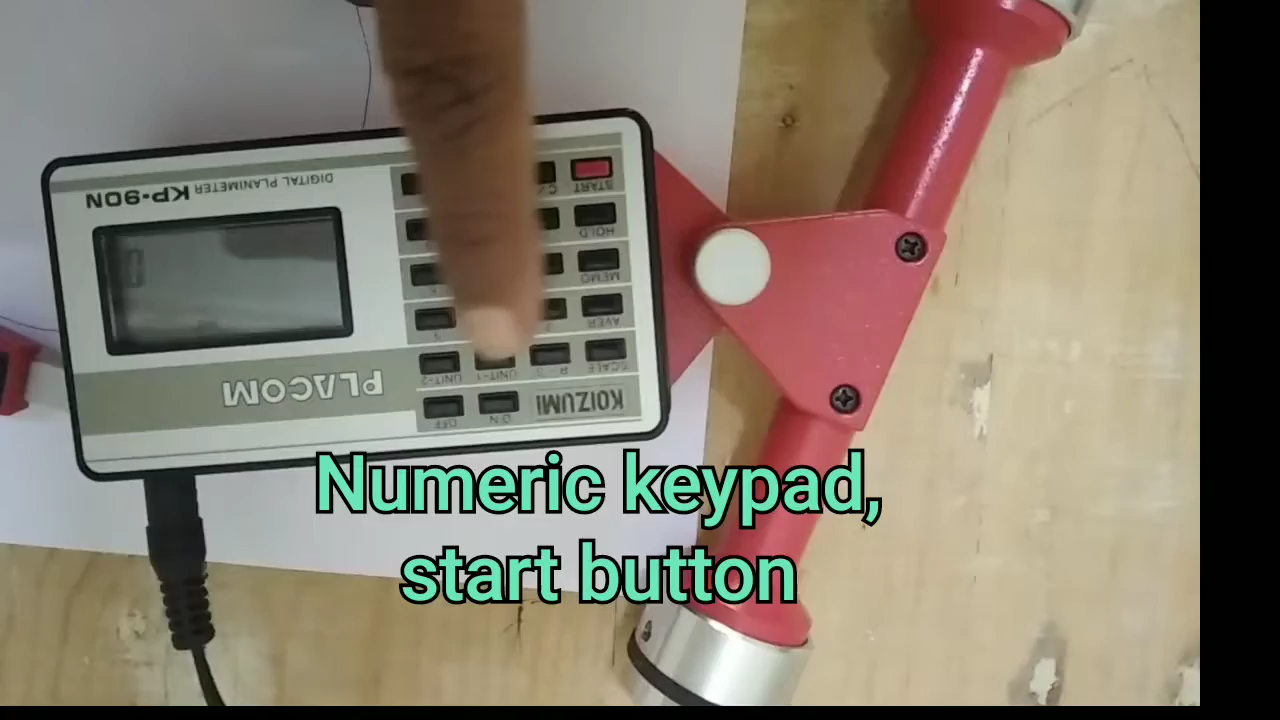 DIGITAL PLANIMETER KP-90N
START
HOLD
MEMO
AVER
SCALE
R-S
UNIT-1
UNIT-2
PLACOM
KOIZUMI
ON
OFF
0
Numeric keypad,
start button